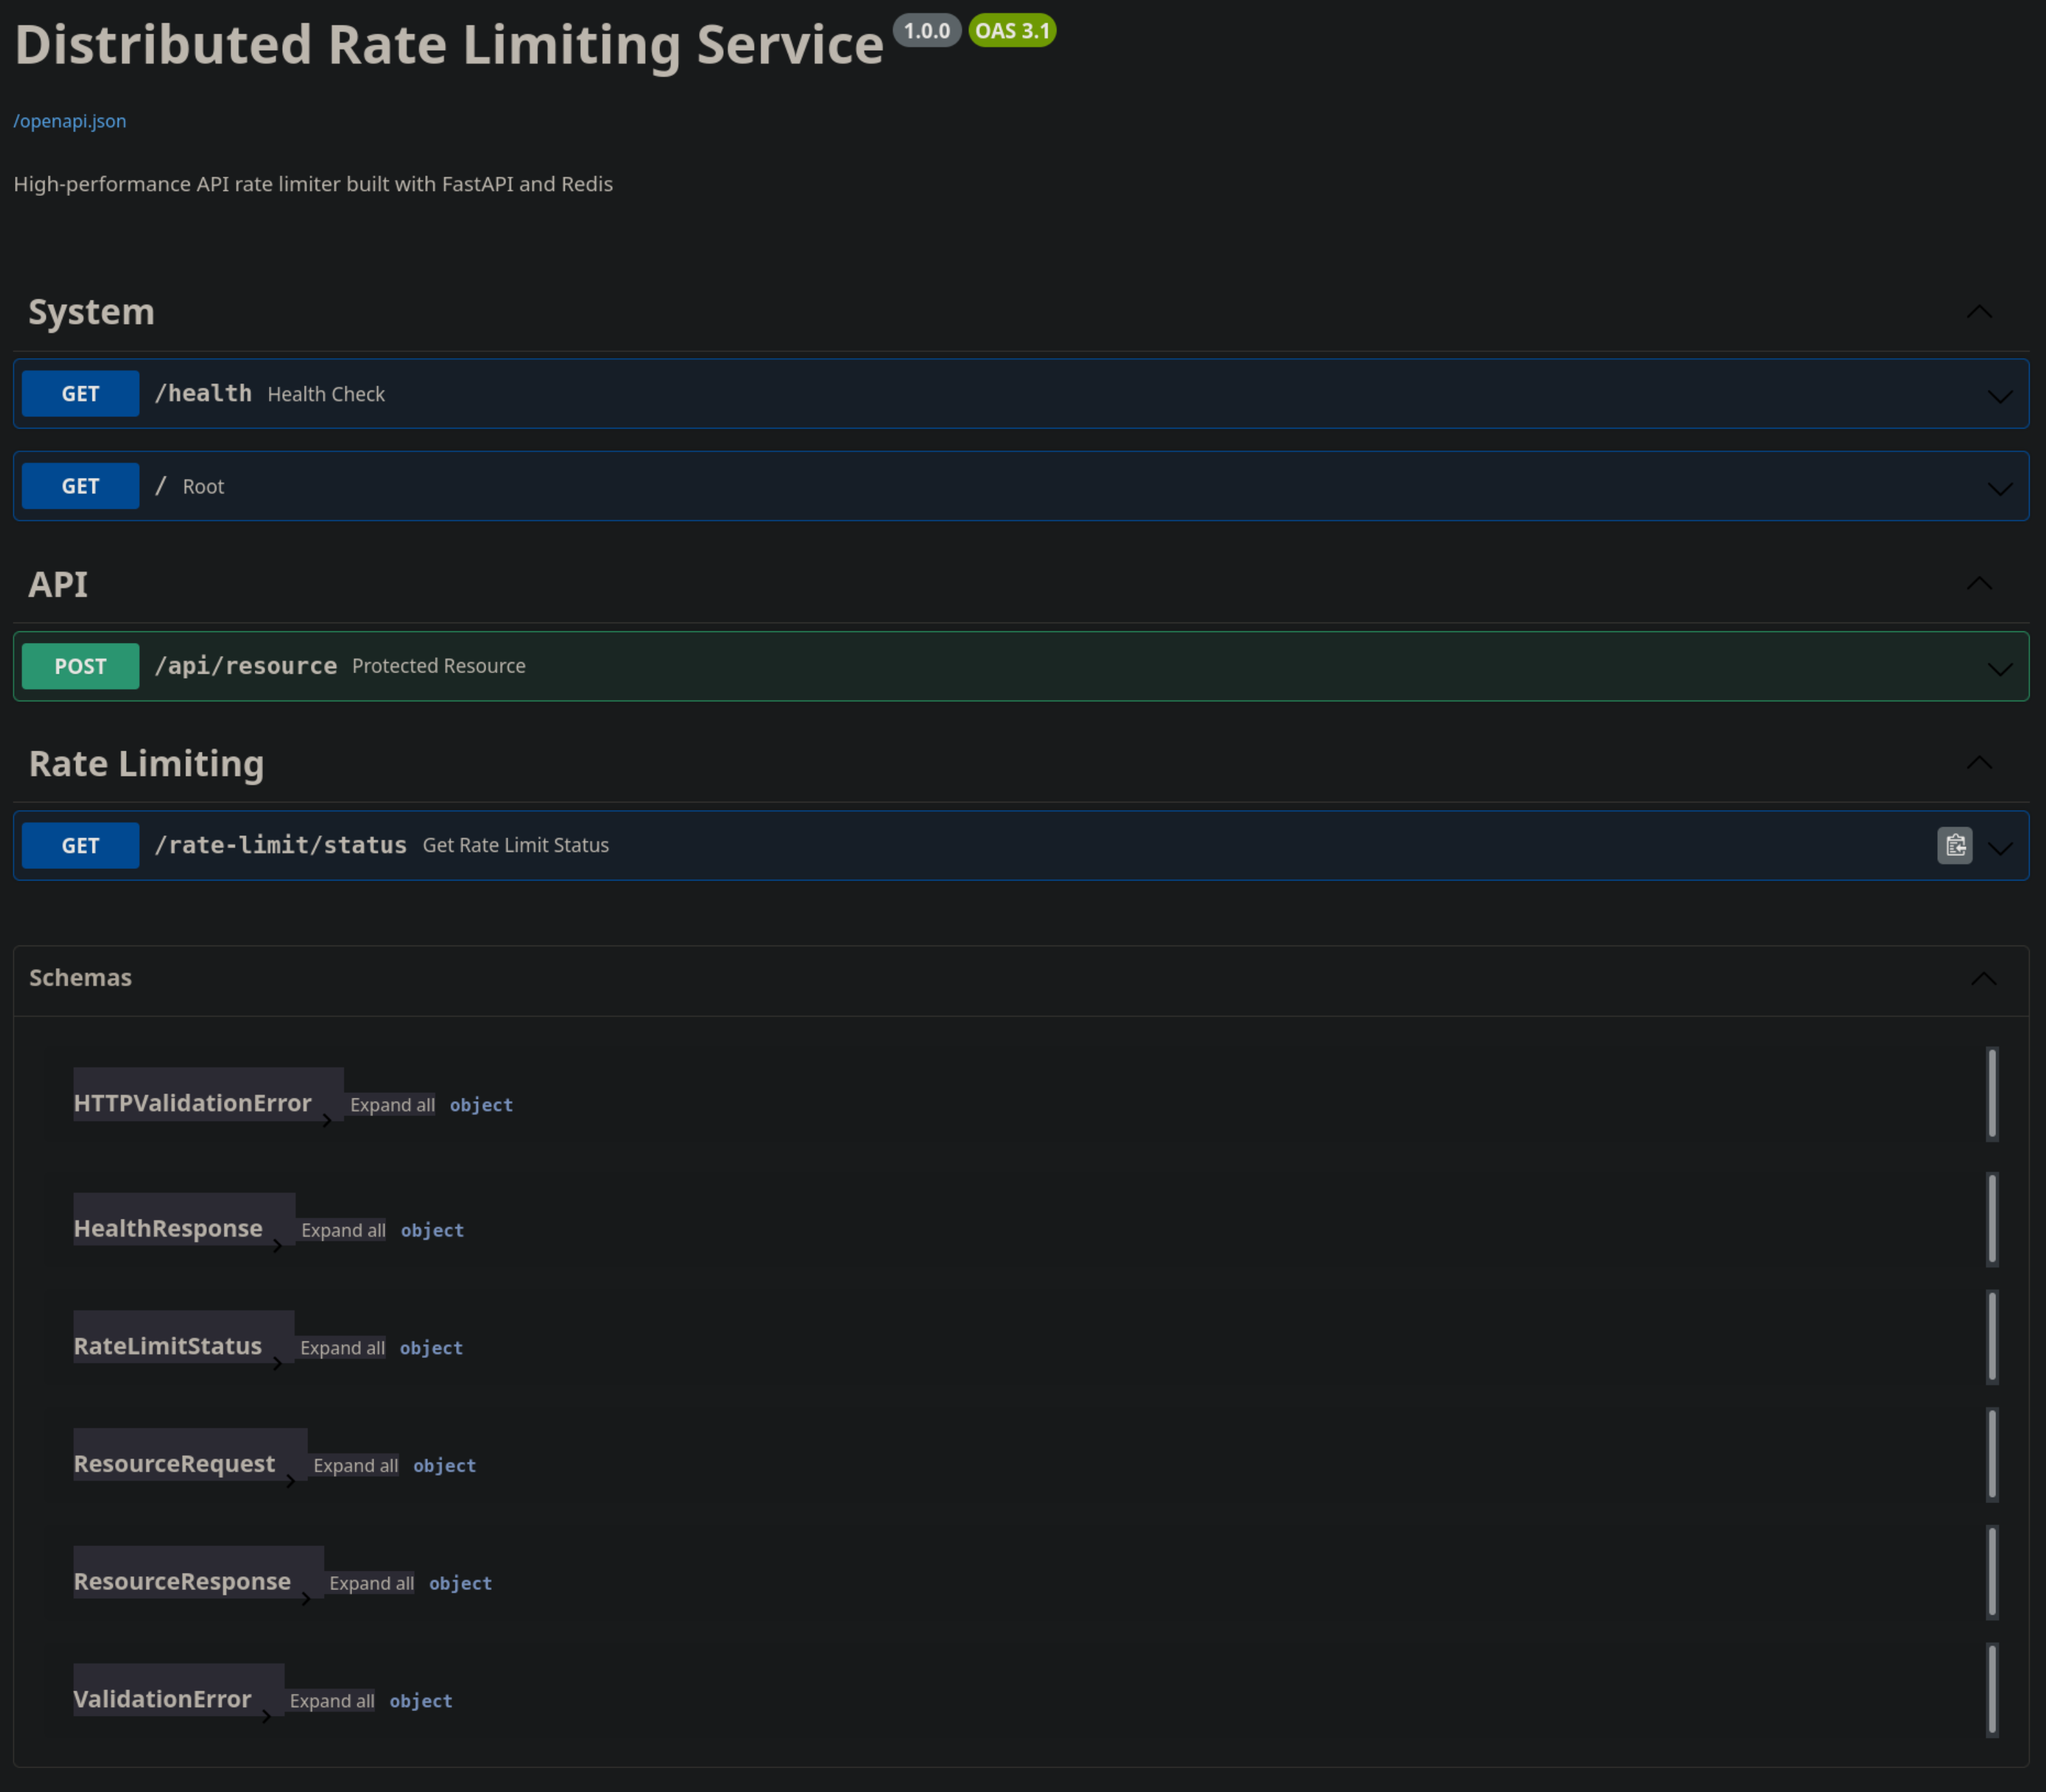 Distributed Rate Limiting Service 1.0.0 OAS 3.1
/openapi.json
High-performance API rate limiter built with FastAPI and Redis
System
GET /health Health Check
GET / Root
API
POST /api/resource Protected Resource
Rate Limiting
GET /rate-limit/status Get Rate Limit Status
Schemas
HTTPValidationError Expand all object
HealthResponse Expand all object
RateLimitStatus Expand all object
ResourceRequest Expand all object
ResourceResponse Expand all object
ValidationError Expand all object